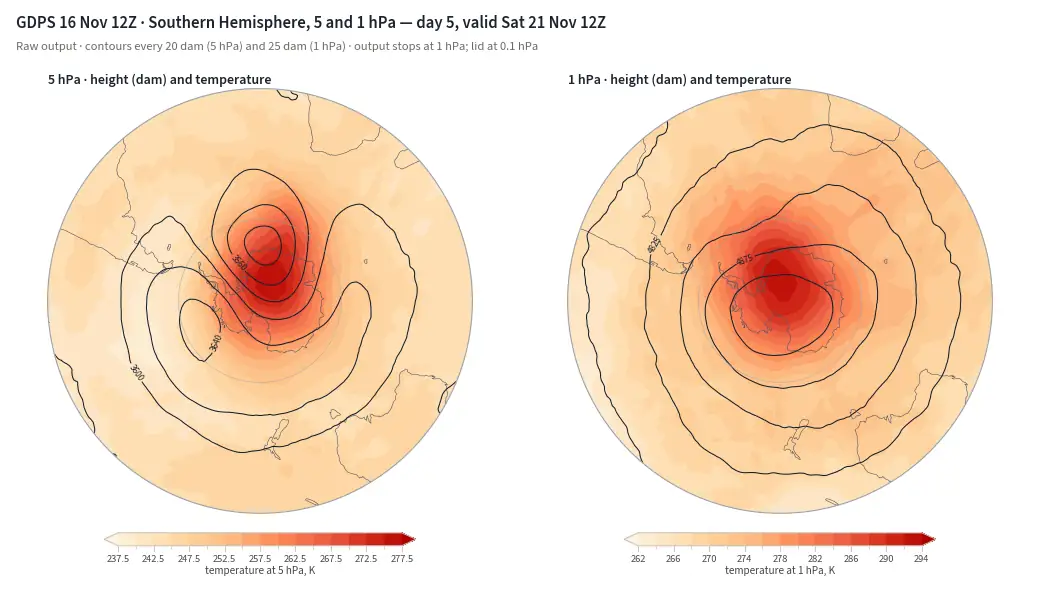 GDPS 16 Nov 12Z · Southern Hemisphere, 5 and 1 hPa — day 5, valid Sat 21 Nov 12Z
Raw output · contours every 20 dam (5 hPa) and 25 dam (1 hPa) · output stops at 1 hPa; lid at 0.1 hPa
5 hPa · height (dam) and temperature
1 hPa · height (dam) and temperature
3560
3640
3600
4825
4875
237.5 242.5 247.5 252.5 257.5 262.5 267.5 272.5 277.5
temperature at 5 hPa, K
262 266 270 274 278 282 286 290 294
temperature at 1 hPa, K